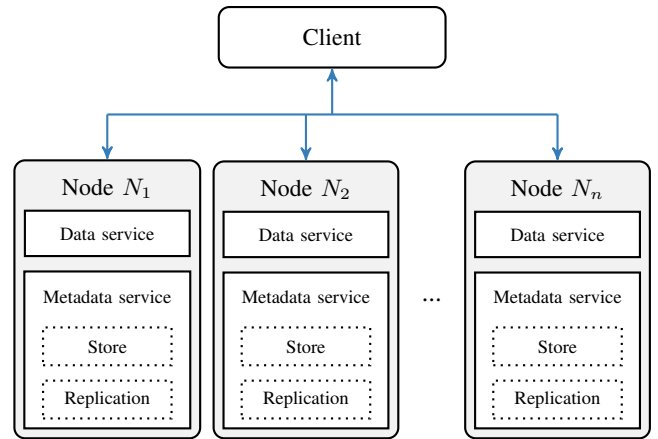 Client
Node N₁
Data service
Metadata service
Store
Replication
Node N₂
Data service
Metadata service
Store
Replication
...
Node Nₙ
Data service
Metadata service
Store
Replication